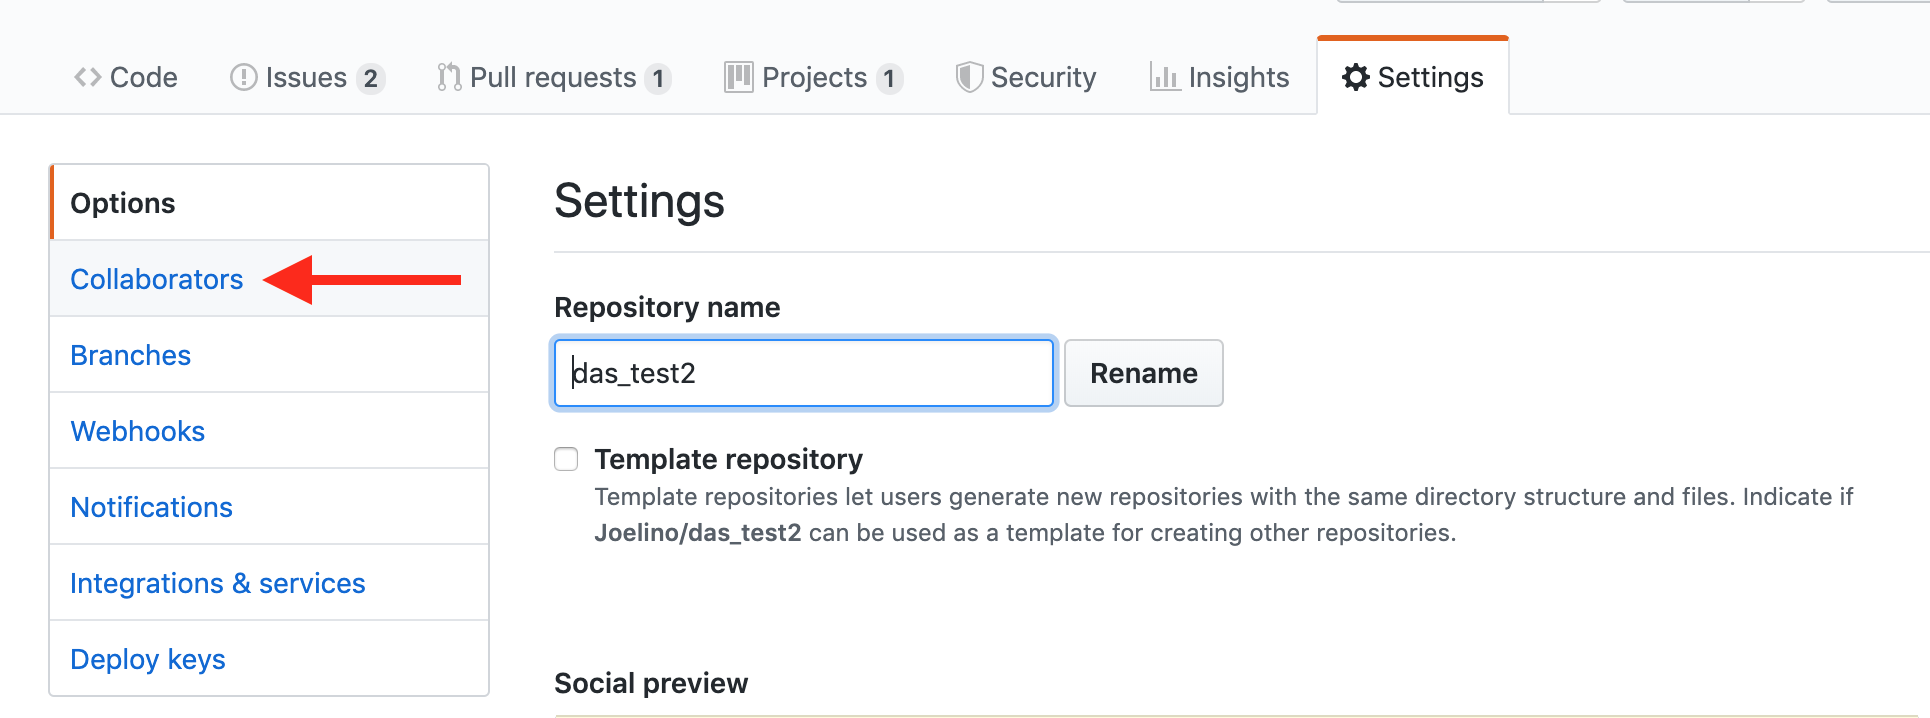 Code Issues 2 Pull requests 1 Projects 1 Security Insights Settings
Options
Collaborators
Branches
Webhooks
Notifications
Integrations & services
Deploy keys
Settings
Repository name
das_test2 Rename
Template repository
Template repositories let users generate new repositories with the same directory structure and files. Indicate if
Joelino/das_test2 can be used as a template for creating other repositories.
Social preview